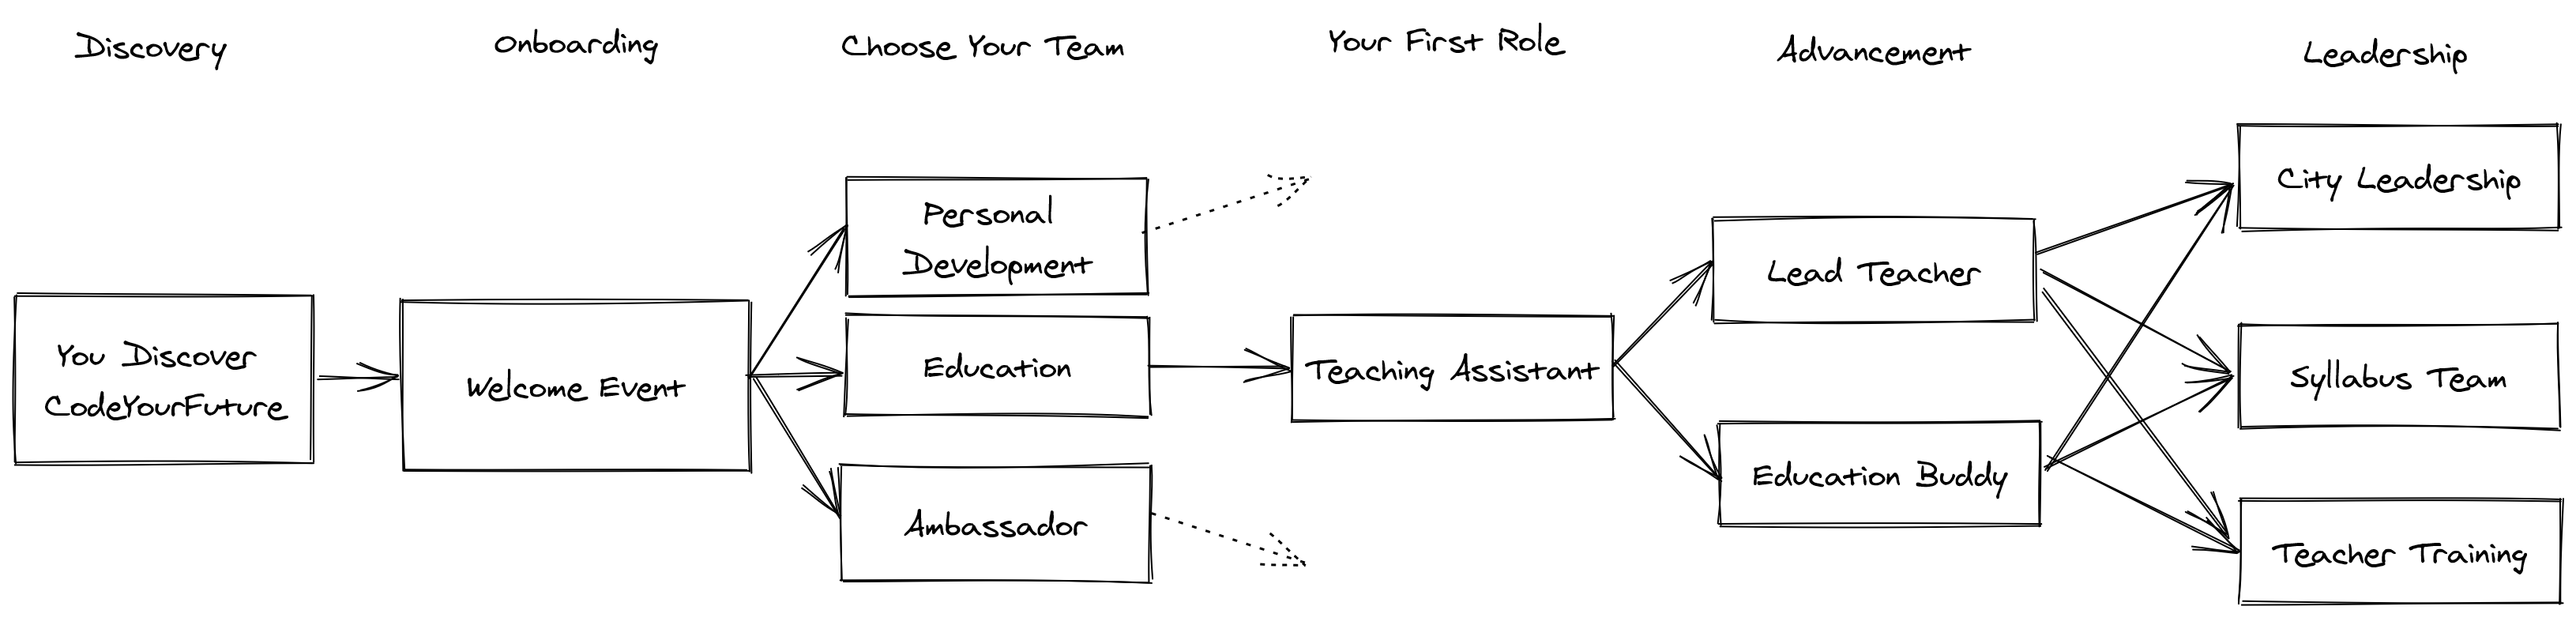 Discovery
Onboarding
Choose Your Team
Your First Role
Advancement
Leadership
You Discover
CodeYourFuture
Welcome Event
Personal
Development
Education
Ambassador
Teaching Assistant
Lead Teacher
Education Buddy
City Leadership
Syllabus Team
Teacher Training